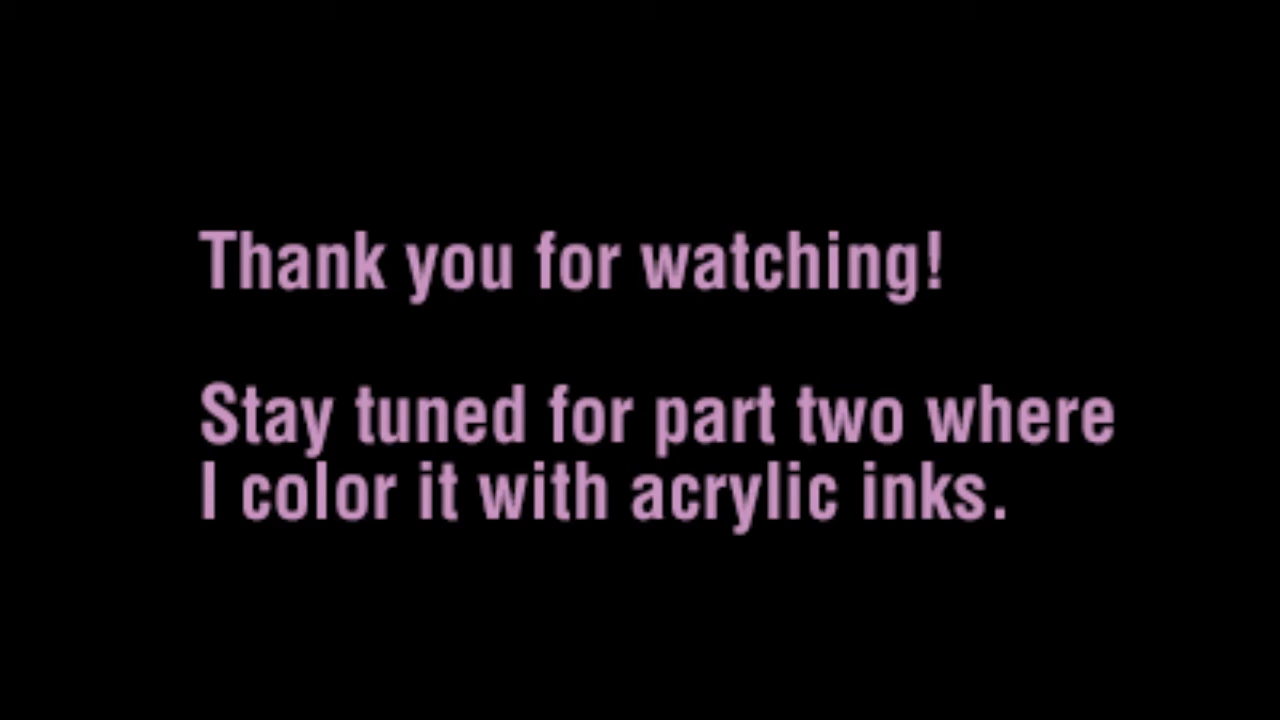 Thank you for watching!
Stay tuned for part two where
I color it with acrylic inks.